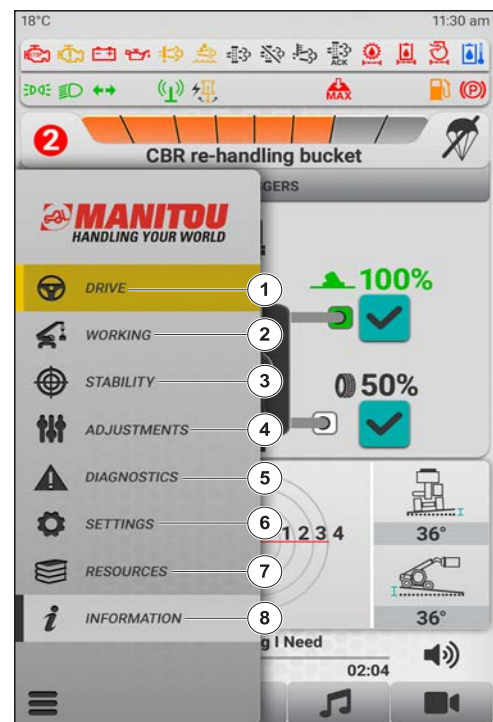 18°C 11:30 am
STOP
ACK
MAX
2
CBR re-handling bucket
GGERS
MANITOU
HANDLING YOUR WORLD
100%
DRIVE 1
WORKING 2
STABILITY 3
50%
ADJUSTMENTS 4
DIAGNOSTICS 5
SETTINGS 6
1 2 3 4
36°
RESOURCES 7
INFORMATION 8
36°
g I Need
02:04